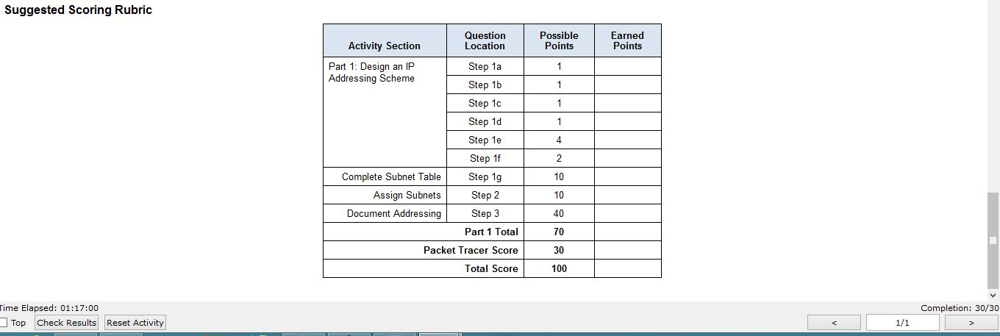 Suggested Scoring Rubric
Activity Section Question Location Possible Points Earned Points
Part 1: Design an IP Addressing Scheme Step 1a 1
Step 1b 1
Step 1c 1
Step 1d 1
Step 1e 4
Step 1f 2
Complete Subnet Table Step 1g 10
Assign Subnets Step 2 10
Document Addressing Step 3 40
Part 1 Total 70
Packet Tracer Score 30
Total Score 100
Time Elapsed: 01:17:00 Completion: 30/30
Top Check Results Reset Activity < 1/1 >